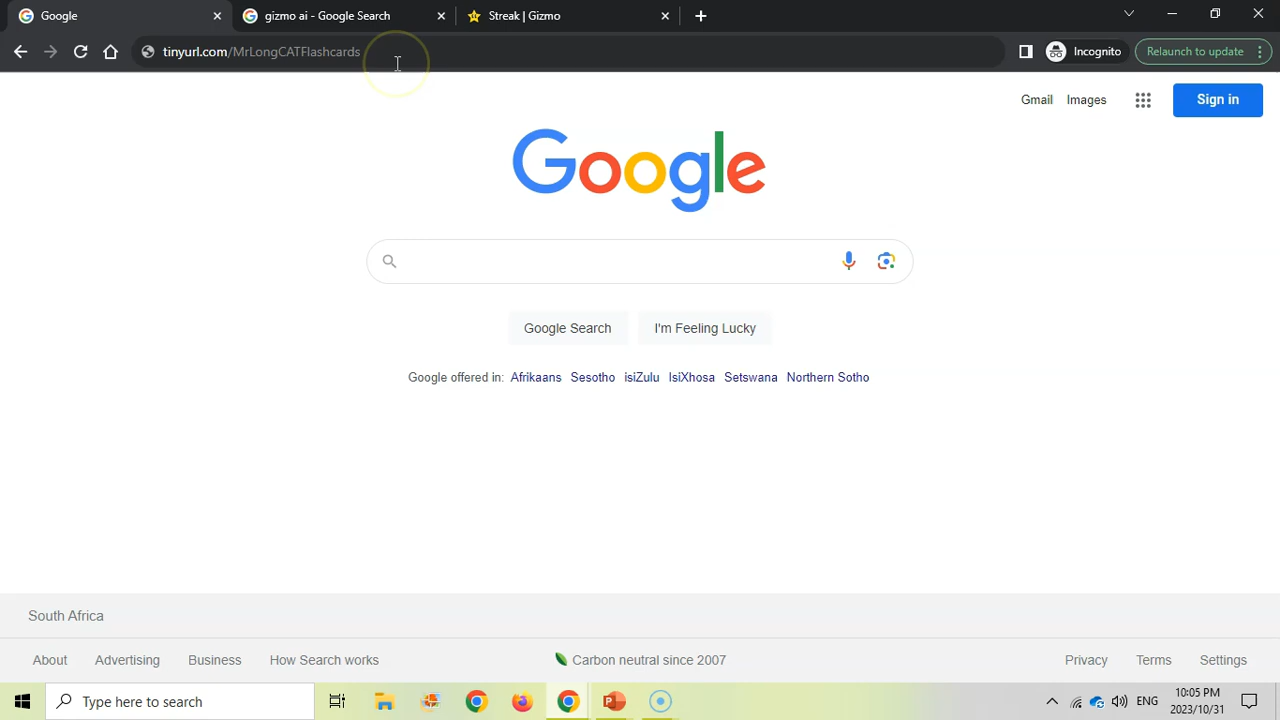 Google
gizmo ai - Google Search
Streak | Gizmo
tinyurl.com/MrLongCATFlashcards
Incognito
Relaunch to update
Gmail
Images
Sign in
Google
Google Search
I'm Feeling Lucky
Google offered in: Afrikaans Sesotho isiZulu IsiXhosa Setswana Northern Sotho
South Africa
About
Advertising
Business
How Search works
Carbon neutral since 2007
Privacy
Terms
Settings
Type here to search
ENG
10:05 PM
2023/10/31